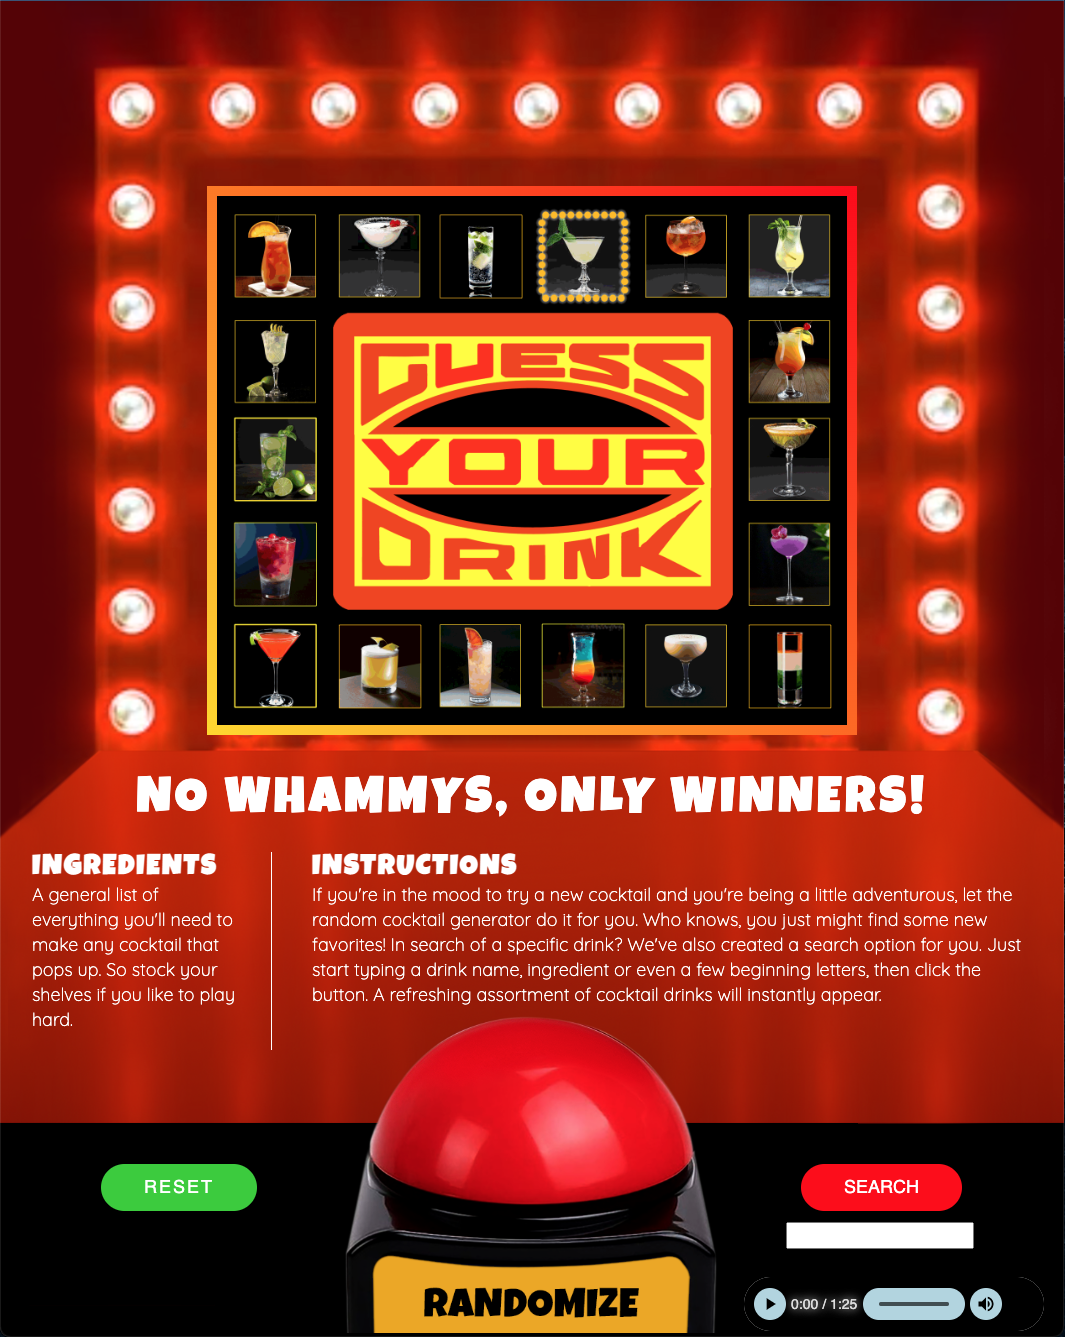 GUESS
YOUR
DRINK
NO WHAMMYS, ONLY WINNERS!
INGREDIENTS
A general list of
everything you'll need to
make any cocktail that
pops up. So stock your
shelves if you like to play
hard.
INSTRUCTIONS
If you're in the mood to try a new cocktail and you're being a little adventurous, let the
random cocktail generator do it for you. Who knows, you just might find some new
favorites! In search of a specific drink? We've also created a search option for you. Just
start typing a drink name, ingredient or even a few beginning letters, then click the
button. A refreshing assortment of cocktail drinks will instantly appear.
RESET
SEARCH
RANDOMIZE
0:00 / 1:25